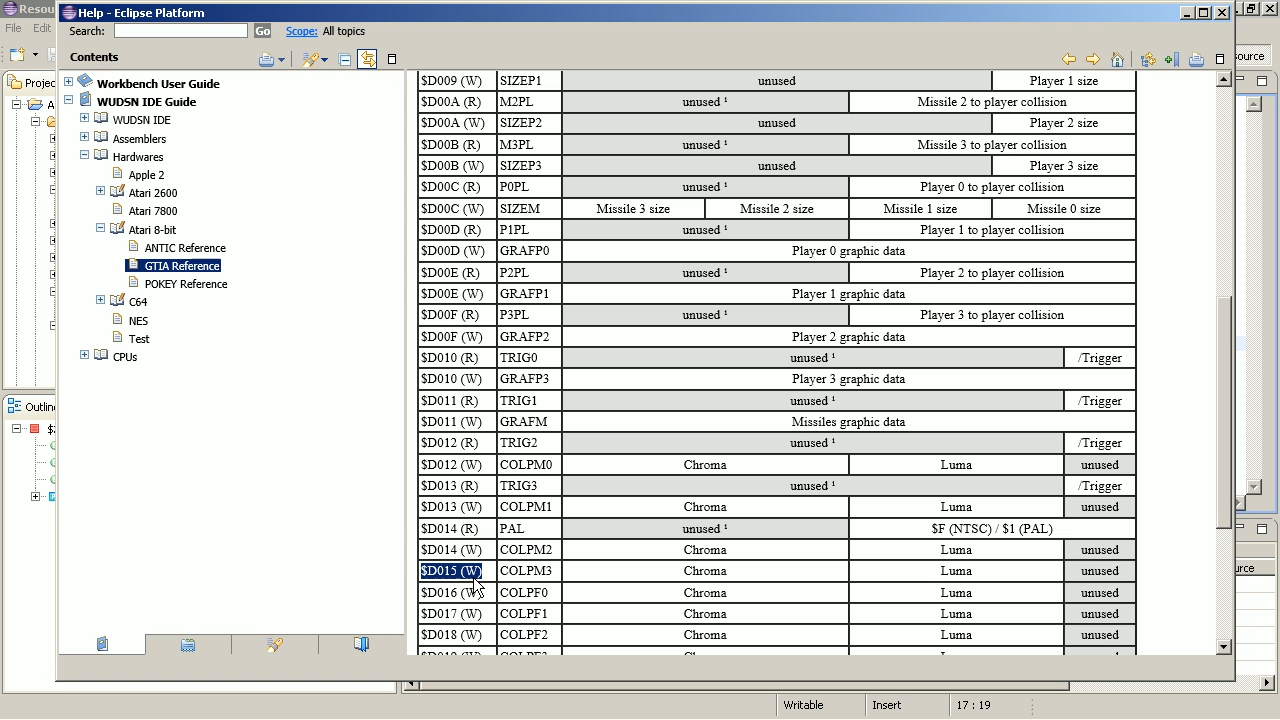 Resou
Help - Eclipse Platform
File Edit
Search: Go Scope: All topics
Contents
Workbench User Guide
WUDSN IDE Guide
WUDSN IDE
Assemblers
Hardwares
Apple 2
Atari 2600
Atari 7800
Atari 8-bit
ANTIC Reference
GTIA Reference
POKEY Reference
C64
NES
Test
CPUs
$D009 (W) SIZEP1 unused Player 1 size
$D00A (R) M2PL unused ¹ Missile 2 to player collision
$D00A (W) SIZEP2 unused Player 2 size
$D00B (R) M3PL unused ¹ Missile 3 to player collision
$D00B (W) SIZEP3 unused Player 3 size
$D00C (R) P0PL unused ¹ Player 0 to player collision
$D00C (W) SIZEM Missile 3 size Missile 2 size Missile 1 size Missile 0 size
$D00D (R) P1PL unused ¹ Player 1 to player collision
$D00D (W) GRAFP0 Player 0 graphic data
$D00E (R) P2PL unused ¹ Player 2 to player collision
$D00E (W) GRAFP1 Player 1 graphic data
$D00F (R) P3PL unused ¹ Player 3 to player collision
$D00F (W) GRAFP2 Player 2 graphic data
$D010 (R) TRIG0 unused ¹ /Trigger
$D010 (W) GRAFP3 Player 3 graphic data
$D011 (R) TRIG1 unused ¹ /Trigger
$D011 (W) GRAFM Missiles graphic data
$D012 (R) TRIG2 unused ¹ /Trigger
$D012 (W) COLPM0 Chroma Luma unused
$D013 (R) TRIG3 unused ¹ /Trigger
$D013 (W) COLPM1 Chroma Luma unused
$D014 (R) PAL unused ¹ $F (NTSC) / $1 (PAL)
$D014 (W) COLPM2 Chroma Luma unused
$D015 (W) COLPM3 Chroma Luma unused
$D016 (W) COLPF0 Chroma Luma unused
$D017 (W) COLPF1 Chroma Luma unused
$D018 (W) COLPF2 Chroma Luma unused
Projec
Outline
ource
urce
Writable Insert 17 : 19